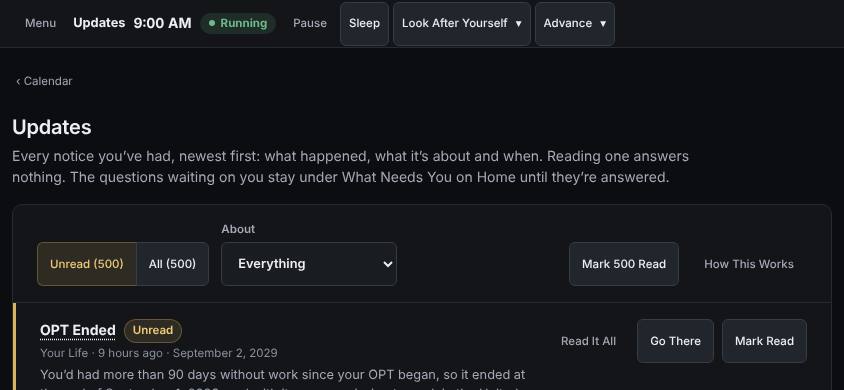 Menu Updates 9:00 AM Running Pause Sleep Look After Yourself ▾ Advance ▾
‹ Calendar
Updates
Every notice you’ve had, newest first: what happened, what it’s about and when. Reading one answers
nothing. The questions waiting on you stay under What Needs You on Home until they’re answered.
About
Unread (500) All (500) Everything Mark 500 Read How This Works
OPT Ended Unread
Read It All Go There Mark Read
Your Life · 9 hours ago · September 2, 2029
You’d had more than 90 days without work since your OPT began, so it ended at